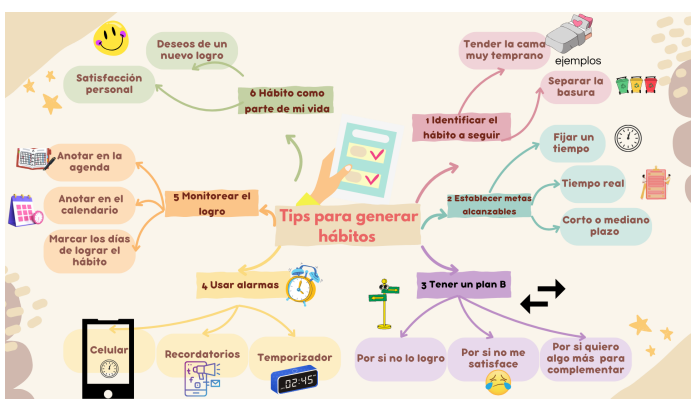 Tips para generar
hábitos
1 Identificar el
hábito a seguir
Tender la cama
muy temprano
ejemplos
Separar la
basura
2 Establecer metas
alcanzables
Fijar un
tiempo
Tiempo real
Corto o mediano
plazo
3 Tener un plan B
Por si no lo logro
Por si no me
satisface
Por si quiero
algo más para
complementar
4 Usar alarmas
Celular
Recordatorios
Temporizador
02:45
5 Monitorear el
logro
Anotar en la
agenda
Anotar en el
calendario
Marcar los días
de lograr el
hábito
6 Hábito como
parte de mi vida
Deseos de un
nuevo logro
Satisfacción
personal